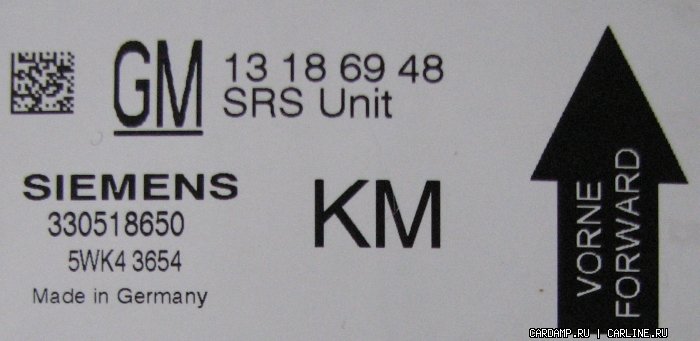 GM 13 18 69 48
SRS Unit
SIEMENS
330518650
5WK4 3654
Made in Germany
KM
VORNE
FORWARD
CARDAMP.RU | CARLINE.RU